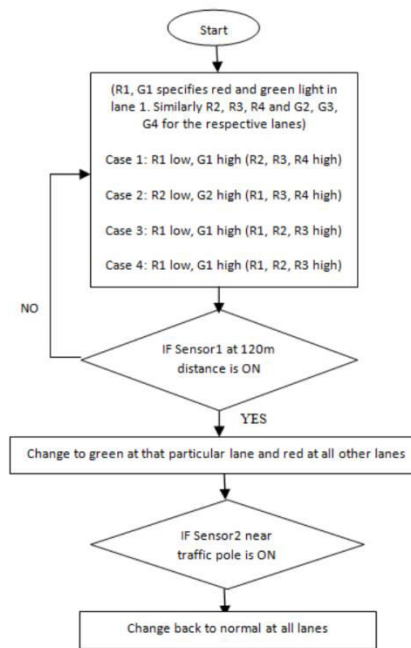 Start
(R1, G1 specifies red and green light in
lane 1. Similarly R2, R3, R4 and G2, G3,
G4 for the respective lanes)
Case 1: R1 low, G1 high (R2, R3, R4 high)
Case 2: R2 low, G2 high (R1, R3, R4 high)
Case 3: R1 low, G1 high (R1, R2, R3 high)
Case 4: R1 low, G1 high (R1, R2, R3 high)
NO
IF Sensor1 at 120m
distance is ON
YES
Change to green at that particular lane and red at all other lanes
IF Sensor2 near
traffic pole is ON
Change back to normal at all lanes